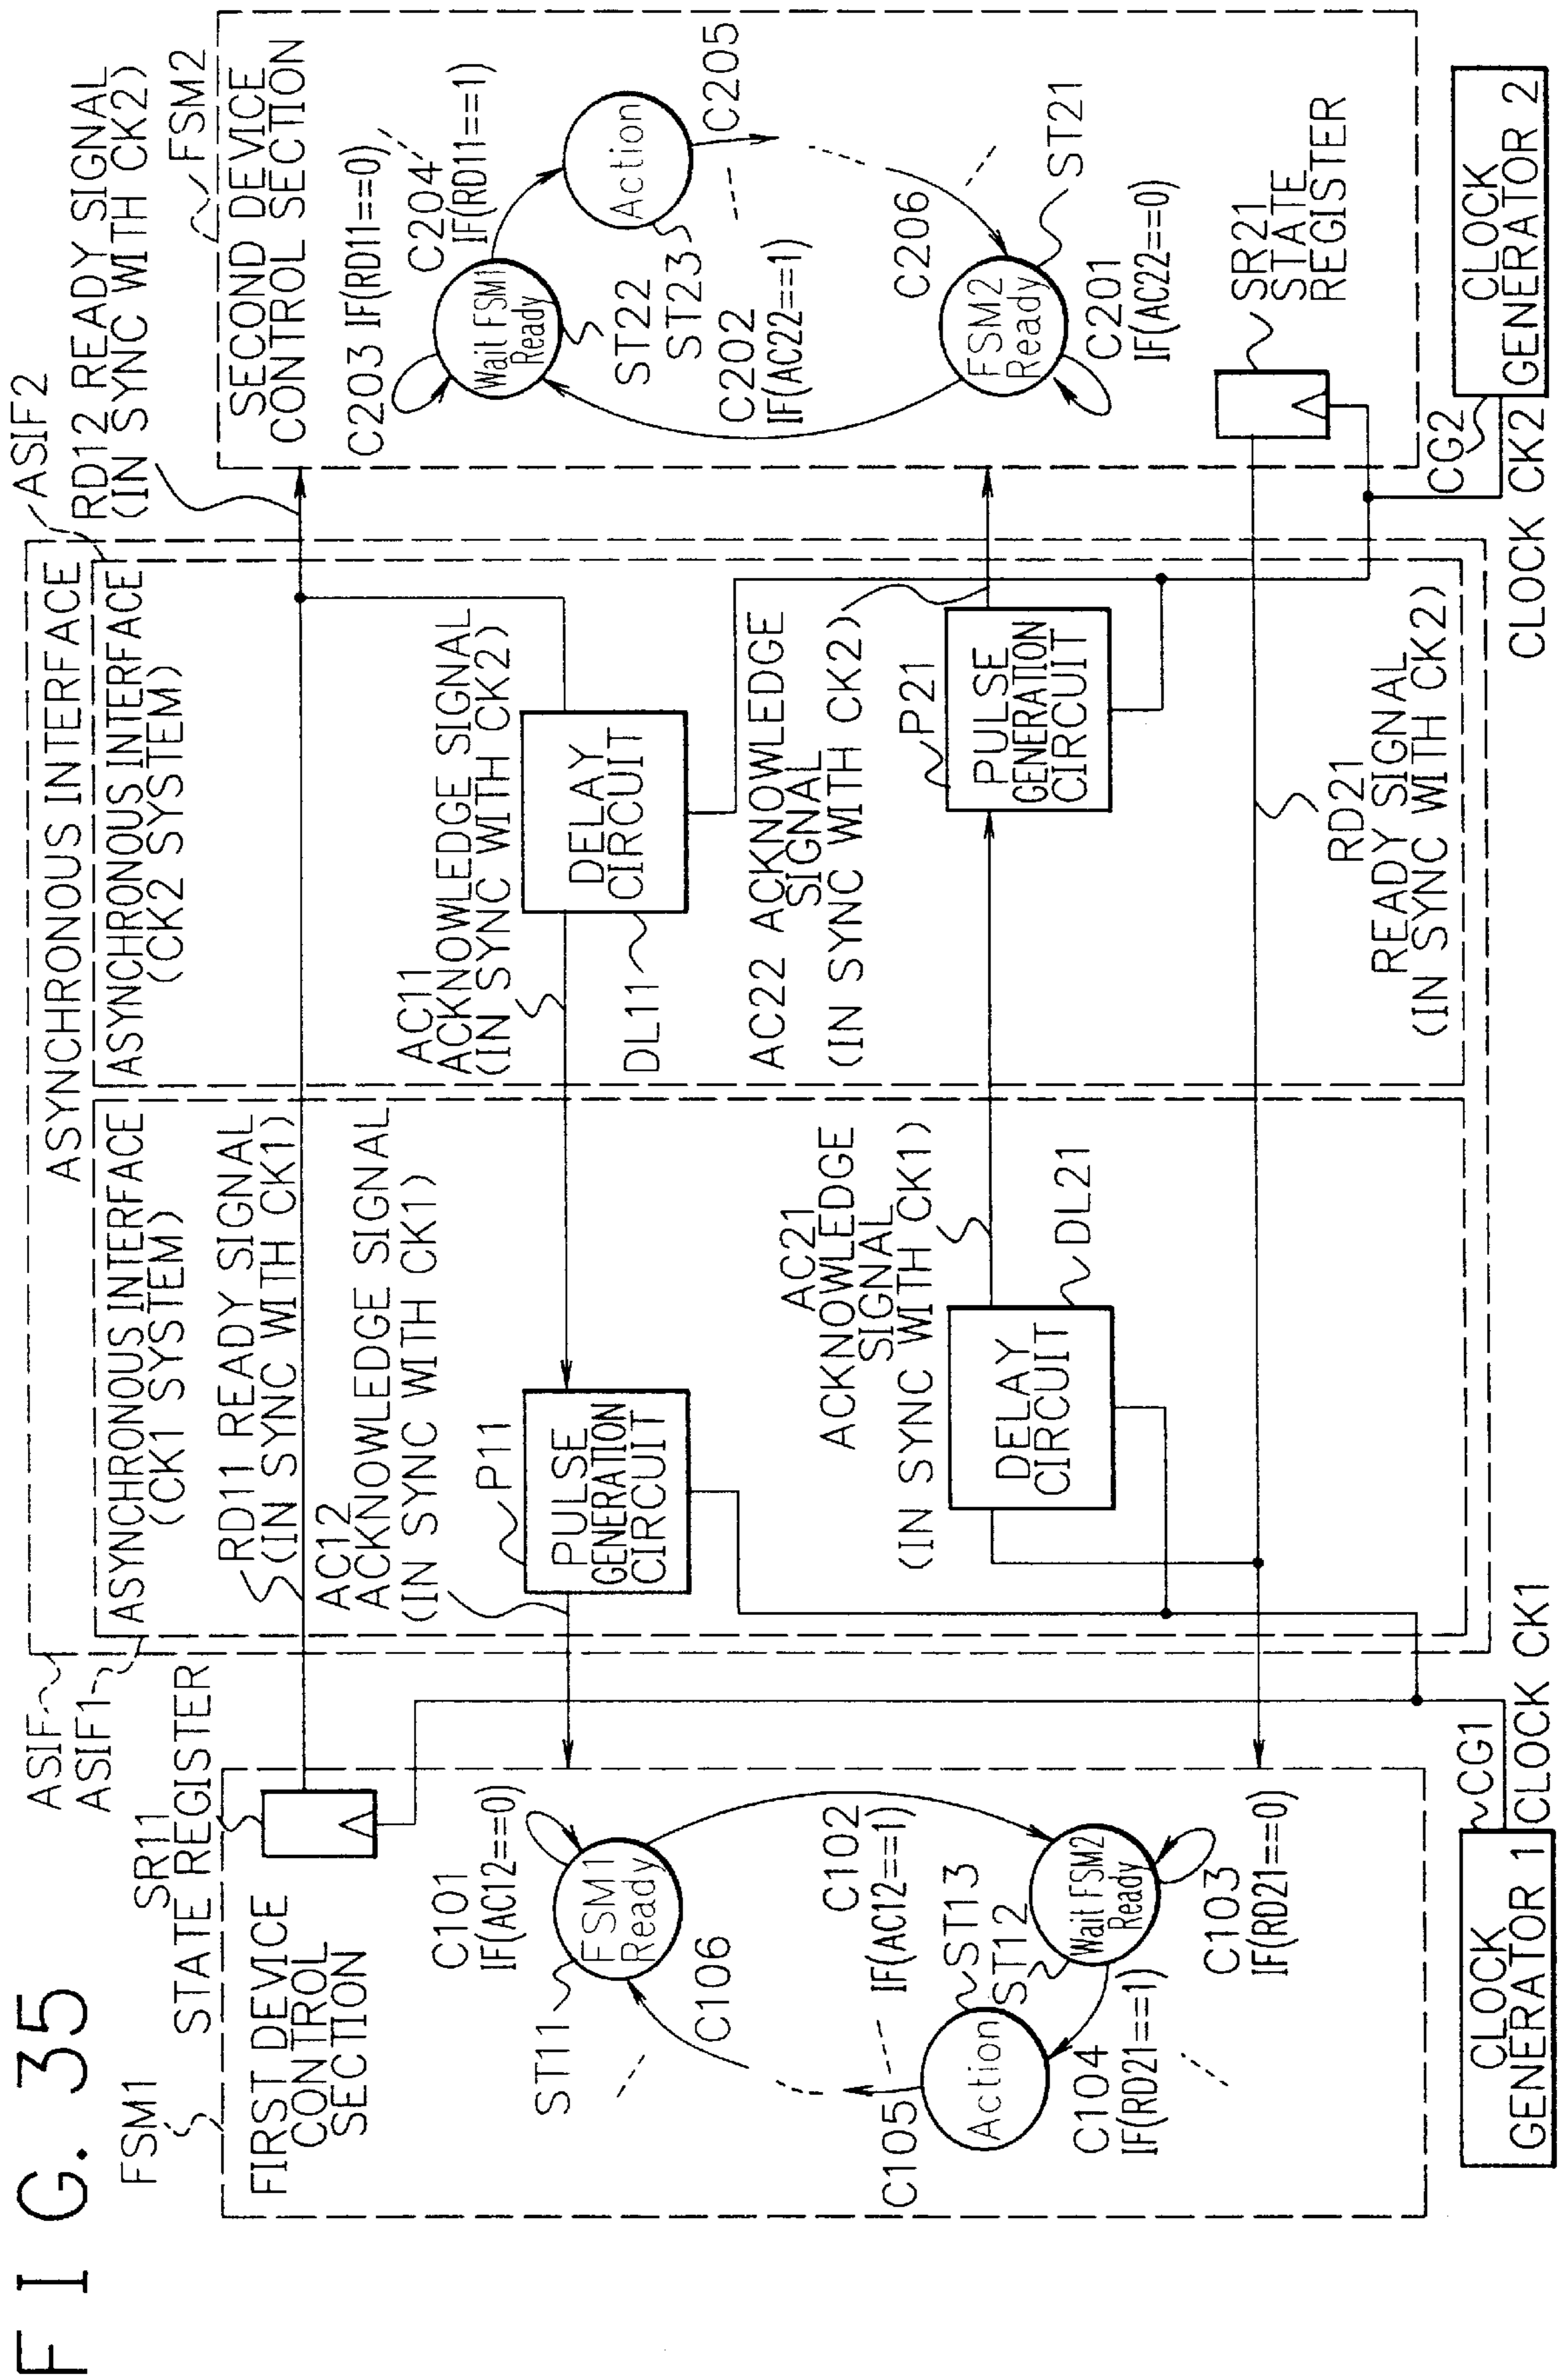 FIG. 35
FSM1
FIRST DEVICE
CONTROL
SECTION
SR11
STATE REGISTER
ASIF
ASIF1
ST11
FSM1
Ready
C101
IF(AC12==0)
C106
C102
IF(AC12==1)
ST13
ST12
Wait FSM2
Ready
C103
IF(RD21==0)
C105
Action
C104
IF(RD21==1)
CLOCK
GENERATOR 1
CG1
CLOCK CK1
ASYNCHRONOUS INTERFACE
ASYNCHRONOUS INTERFACE
(CK1 SYSTEM)
RD11 READY SIGNAL
(IN SYNC WITH CK1)
AC12
ACKNOWLEDGE SIGNAL
(IN SYNC WITH CK1)
P11
PULSE
GENERATION
CIRCUIT
AC21
ACKNOWLEDGE
SIGNAL
(IN SYNC WITH CK1)
DELAY
CIRCUIT
DL21
ASIF2
ASYNCHRONOUS INTERFACE
(CK2 SYSTEM)
AC11
ACKNOWLEDGE SIGNAL
(IN SYNC WITH CK2)
DELAY
CIRCUIT
DL11
AC22 ACKNOWLEDGE
SIGNAL
(IN SYNC WITH CK2)
P21
PULSE
GENERATION
CIRCUIT
RD21
READY SIGNAL
(IN SYNC WITH CK2)
RD12 READY SIGNAL
(IN SYNC WITH CK2)
FSM2
SECOND DEVICE
CONTROL SECTION
C203 IF(RD11==0)
C204
IF(RD11==1)
Wait FSM1
Ready
Action
C205
ST22
ST23
C202
IF(AC22==1)
C206
FSM2
Ready
ST21
C201
IF(AC22==0)
SR21
STATE
REGISTER
CG2
CLOCK CK2
CLOCK
GENERATOR 2